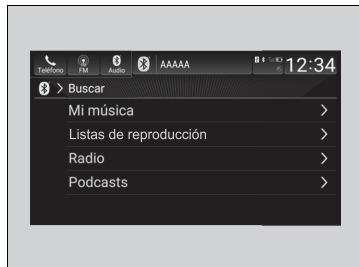 Teléfono FM Audio AAAAA 12:34
> Buscar
Mi música >
Listas de reproducción >
Radio >
Podcasts >